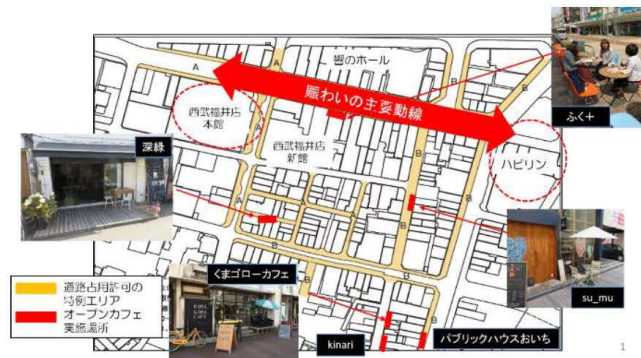 響のホール
賑わいの主要動線
ふく+
西武福井店
本館
西武福井店
新館
ハピリン
深緑
A
A
A
A
B
B
B
B
B
道路占用許可の
特例エリア
オープンカフェ
実施場所
くまゴローカフェ
kinari
パブリックハウスおいち
su_mu
1